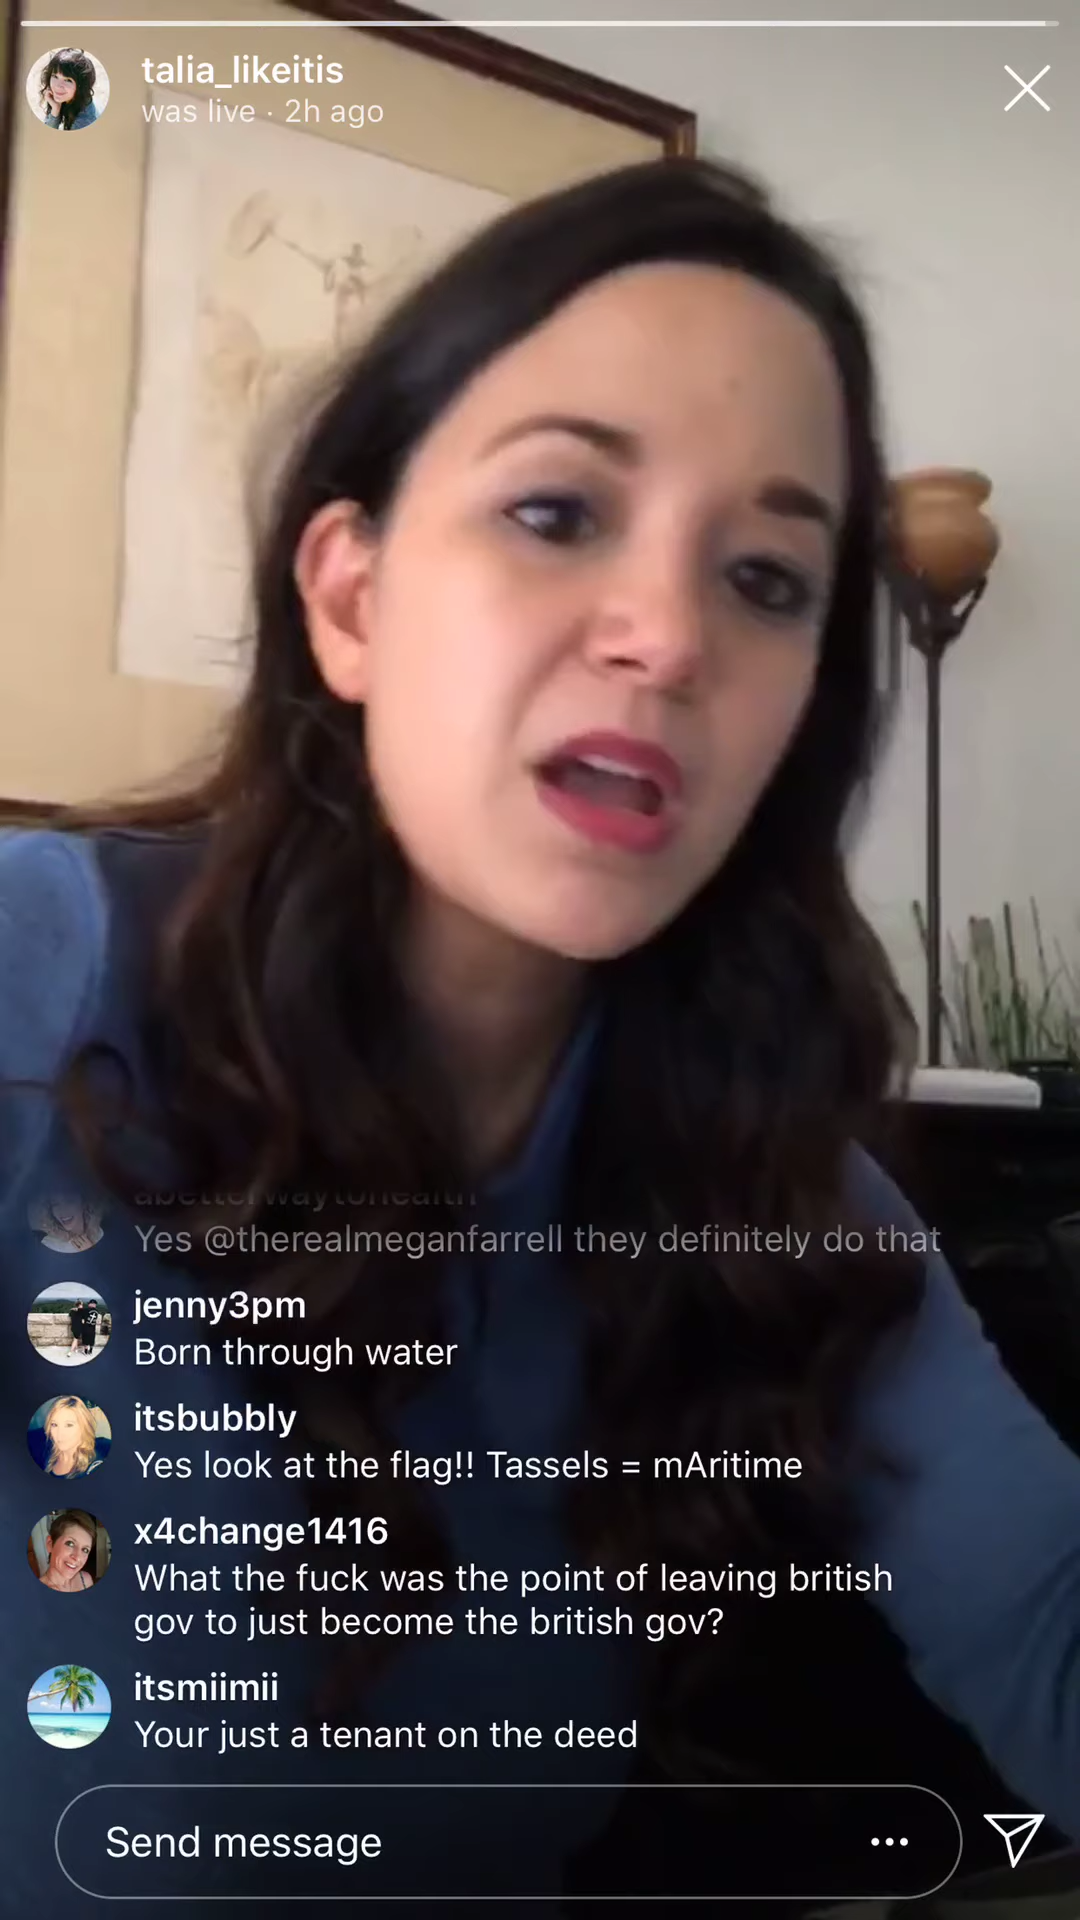 talia_likeitis
was live · 2h ago
abetterwaytohealth
Yes @therealmeganfarrell they definitely do that
jenny3pm
Born through water
itsbubbly
Yes look at the flag!! Tassels = mAritime
x4change1416
What the fuck was the point of leaving british
gov to just become the british gov?
itsmiimii
Your just a tenant on the deed
Send message